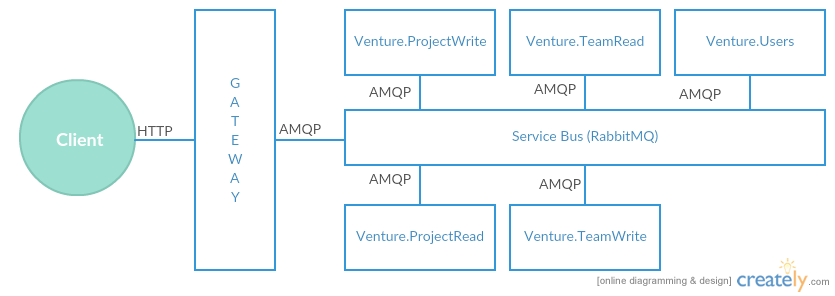 Client
HTTP
G
A
T
E
W
A
Y
AMQP
Venture.ProjectWrite
Venture.TeamRead
Venture.Users
AMQP
AMQP
AMQP
Service Bus (RabbitMQ)
AMQP
AMQP
Venture.ProjectRead
Venture.TeamWrite
[online diagramming & design] creately.com